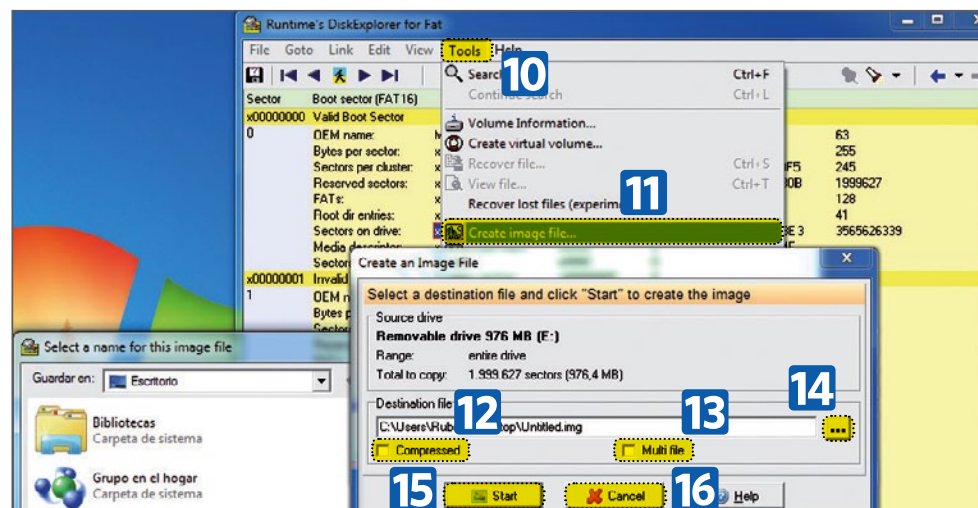 Runtime's DiskExplorer for Fat
File Goto Link Edit View Tools Help
10
Search Ctrl+F
Continue search Ctrl+L
Volume Information...
Create virtual volume...
Recover file... Ctrl+S
View file... Ctrl+T
11
Recover lost files
Create image file...
Sector Boot sector (FAT16)
x00000000 Valid Boot Sector
0 OEM name: 63
Bytes per sector: 255
Sectors per cluster: 245
Reserved sectors: 1999627
FATs: 128
Root dir entries: 41
Sectors on drive: 3565626339
Media descriptor:
x00000001 Invalid
1 OEM
Create an Image File
Select a destination file and click "Start" to create the image
Source drive
Removable drive 976 MB (E:)
Range: entire drive
Total to copy: 1.999.627 sectors (976,4 MB)
Destination file
12
13
14
C:\Users\Rub top\Untitled.img
...
Compressed
Multi file
15
Start
Cancel
16
Help
Select a name for this image file
Guardar en: Escritorio
Bibliotecas
Carpeta de sistema
Grupo en el hogar
Carpeta de sistema